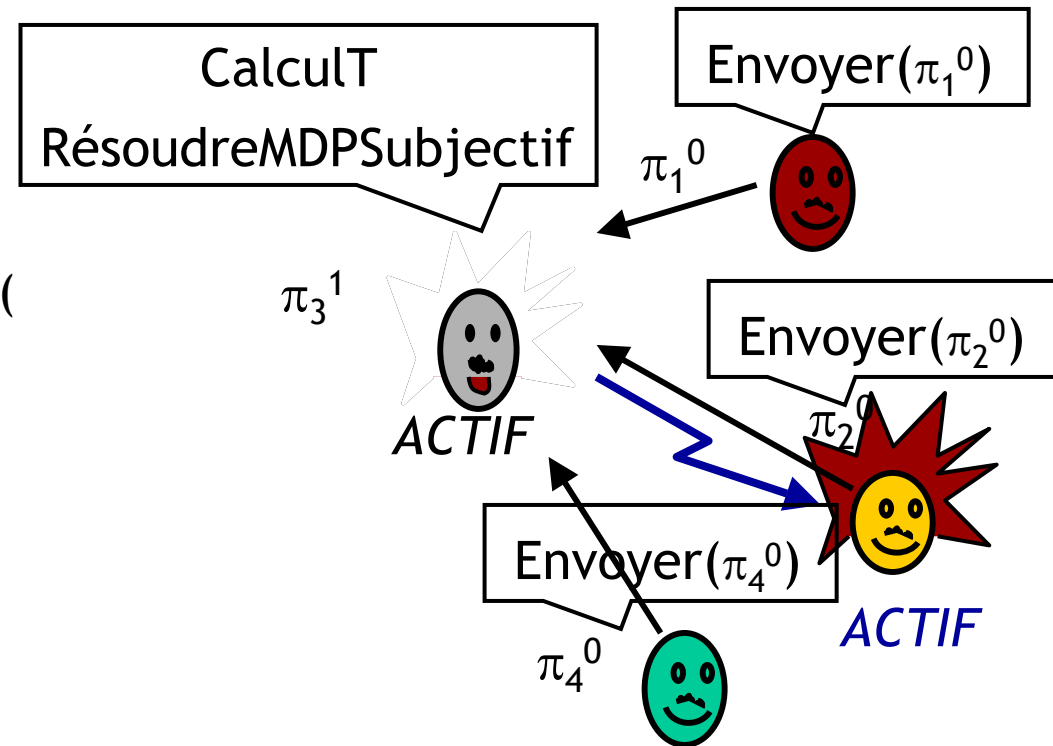 CalculT
RésoudreMDPSubjectif
Envoyer(π₁⁰)
π₁⁰
(
π₃¹
Envoyer(π₂⁰)
π₂⁰
ACTIF
Envoyer(π₄⁰)
ACTIF
π₄⁰